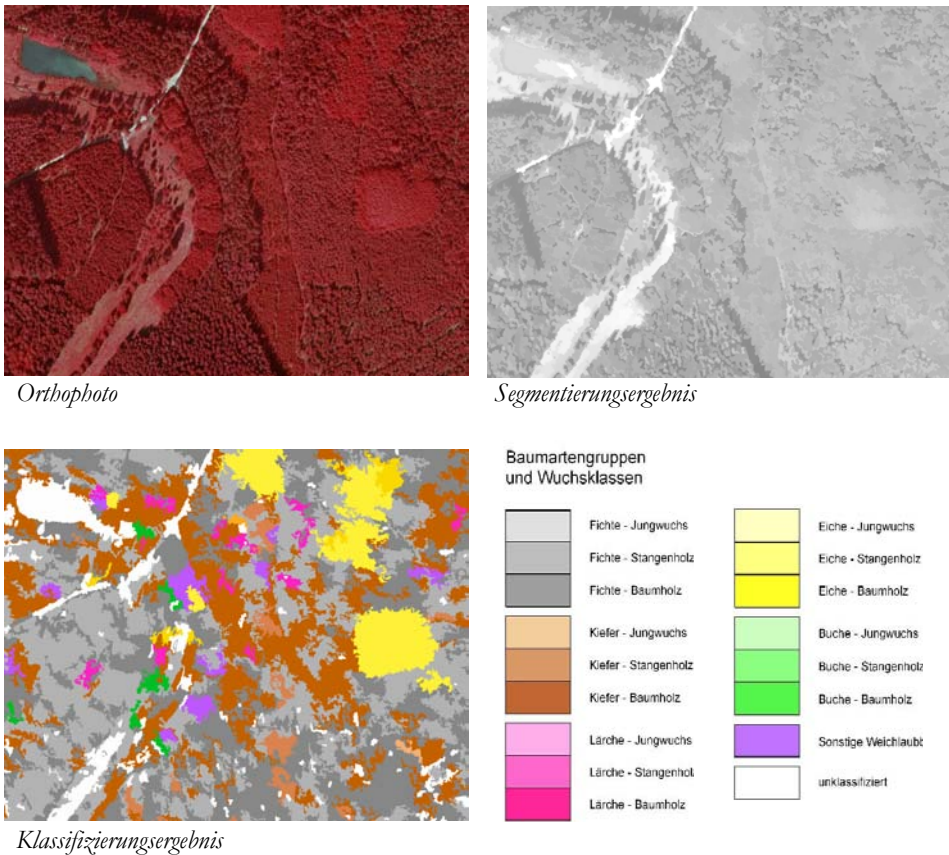 Orthophoto
Segmentierungsergebnis
Klassifizierungsergebnis
Baumartengruppen
und Wuchsklassen
Fichte - Jungwuchs
Fichte - Stangenholz
Fichte - Baumholz
Kiefer - Jungwuchs
Kiefer - Stangenholz
Kiefer - Baumholz
Lärche - Jungwuchs
Lärche - Stangenhol
Lärche - Baumholz
Eiche - Jungwuchs
Eiche - Stangenholz
Eiche - Baumholz
Buche - Jungwuchs
Buche - Stangenholz
Buche - Baumholz
Sonstige Weichlaubb
unklassifiziert